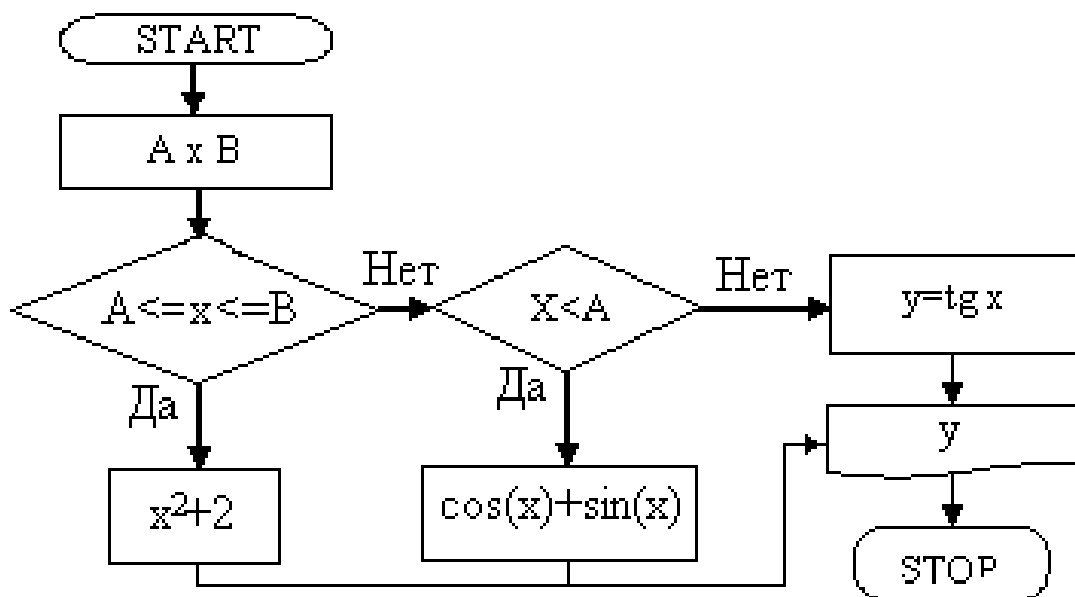 START
A x B
A<=x<=B
Нет
X<A
Нет
y=tg x
Да
Да
y
x²+2
cos(x)+sin(x)
STOP